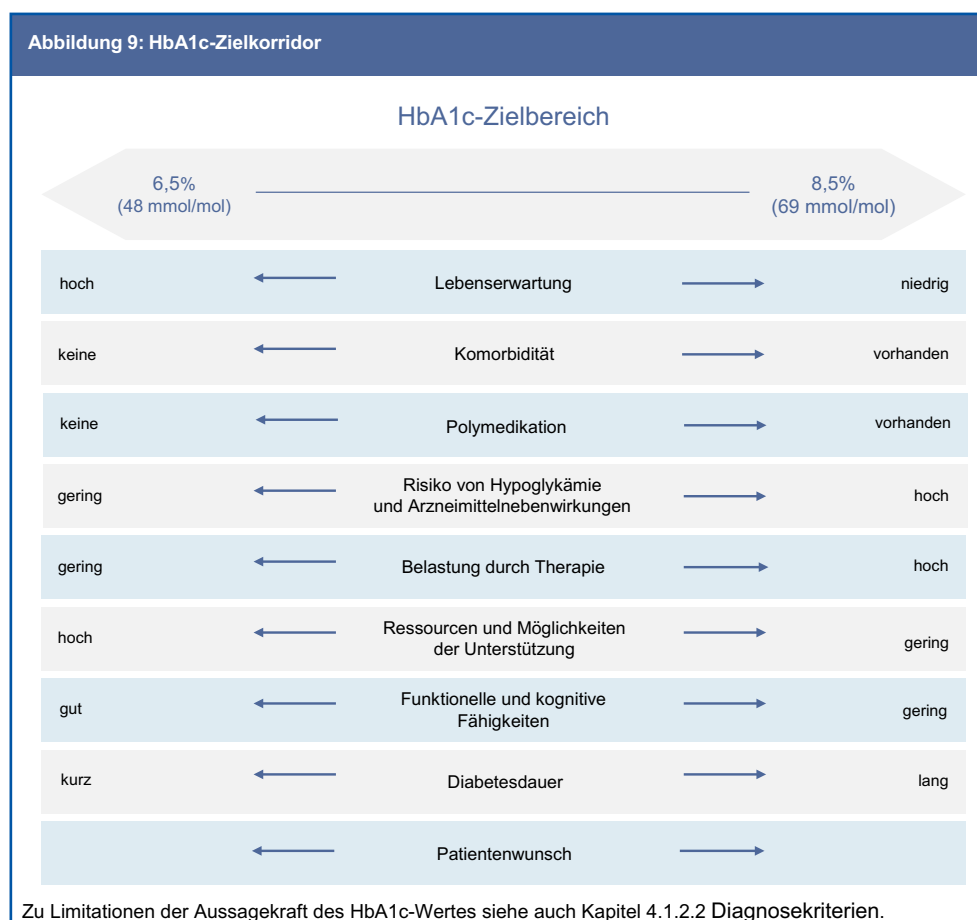 Abbildung 9: HbA1c-Zielkorridor
HbA1c-Zielbereich
6,5%
(48 mmol/mol)
8,5%
(69 mmol/mol)
hoch Lebenserwartung niedrig
keine Komorbidität vorhanden
keine Polymedikation vorhanden
gering Risiko von Hypoglykämie
und Arzneimittelnebenwirkungen hoch
gering Belastung durch Therapie hoch
hoch Ressourcen und Möglichkeiten
der Unterstützung gering
gut Funktionelle und kognitive
Fähigkeiten gering
kurz Diabetesdauer lang
Patientenwunsch
Zu Limitationen der Aussagekraft des HbA1c-Wertes siehe auch Kapitel 4.1.2.2 Diagnosekriterien.